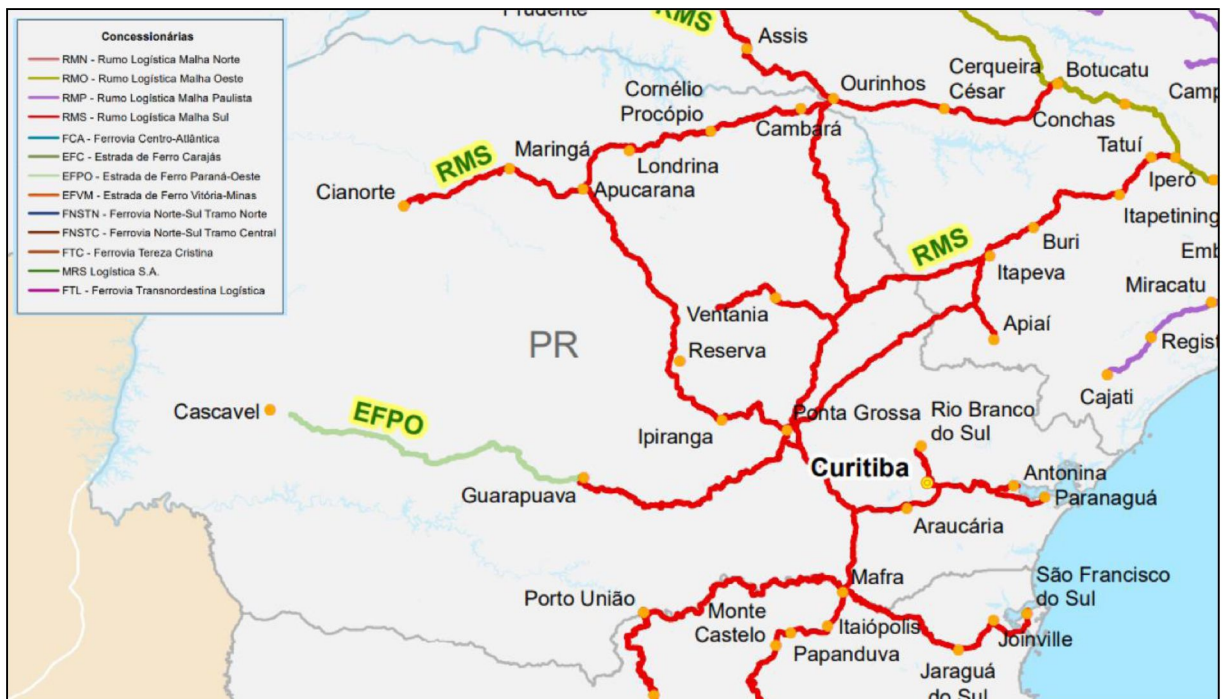 Prudente
RMS
Concessionárias
RMN - Rumo Logística Malha Norte
RMO - Rumo Logística Malha Oeste
RMP - Rumo Logística Malha Paulista
RMS - Rumo Logística Malha Sul
FCA - Ferrovia Centro-Atlântica
EFC - Estrada de Ferro Carajás
EFPO - Estrada de Ferro Paraná-Oeste
EFVM - Estrada de Ferro Vitória-Minas
FNSTN - Ferrovia Norte-Sul Tramo Norte
FNSTC - Ferrovia Norte-Sul Tramo Central
FTC - Ferrovia Tereza Cristina
MRS Logística S.A.
FTL - Ferrovia Transnordestina Logística
Assis
Ourinhos
Cerqueira
César
Botucatu
Camp
Cornélio
Procópio
Cambará
Conchas
Tatuí
Maringá
Londrina
RMS
Cianorte
Apucarana
Iperó
Itapetining
Buri
RMS
Itapeva
Emb
Miracatu
Ventania
Apiaí
Regist
PR
Reserva
Cajati
Cascavel
EFPO
Ipiranga
Ponta Grossa
Rio Branco
do Sul
Curitiba
Antonina
Guarapuava
Paranaguá
Araucária
Mafra
São Francisco
do Sul
Porto União
Monte
Castelo
Itaiópolis
Papanduva
Joinville
Jaraguá
do Sul